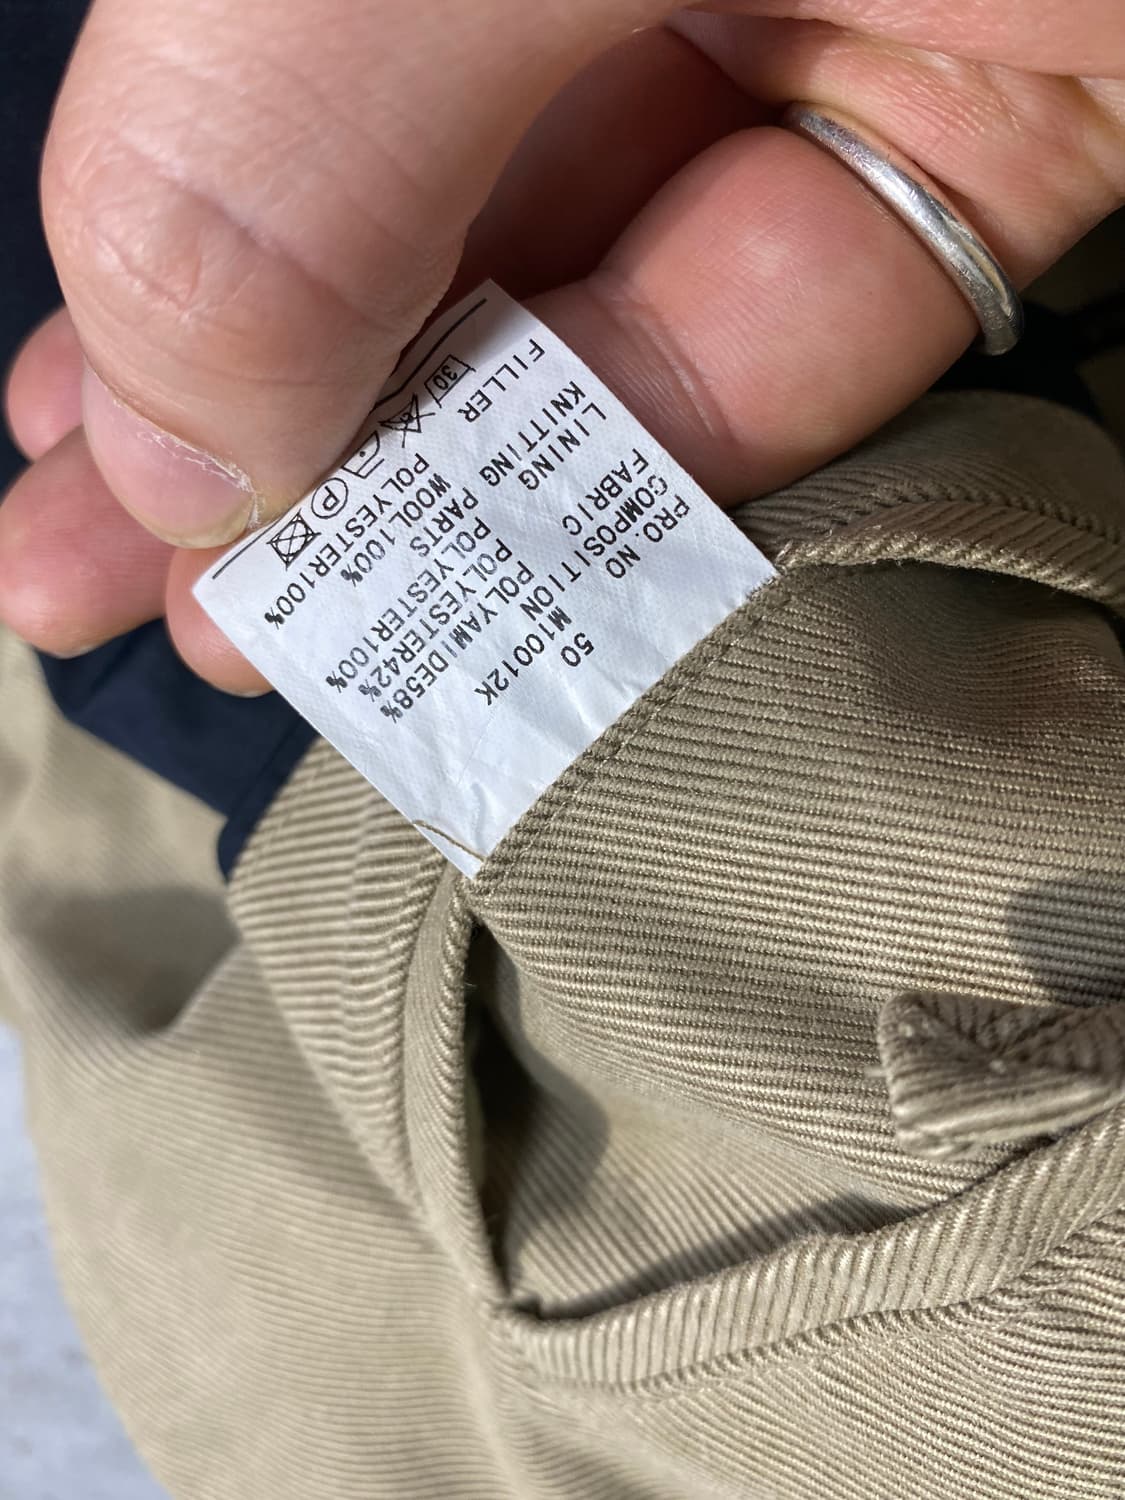 50
PRO. NO M10012K
COMPOSITION
FABRIC POLYAMIDE58%
POLYESTER42%
LINING POLYESTER100%
KNITTING PARTS
WOOL100%
FILLER POLYESTER100%
30 P